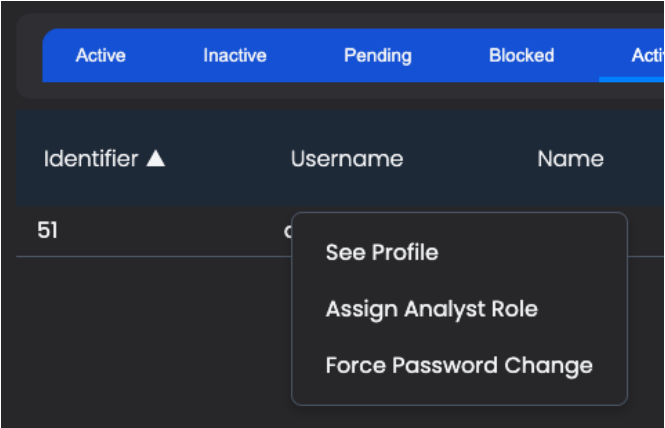 Active Inactive Pending Blocked
Identifier ▲ Username Name
51
See Profile
Assign Analyst Role
Force Password Change